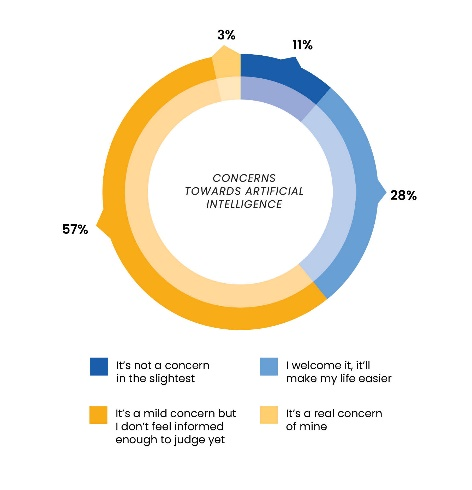 3%
11%
CONCERNS
TOWARDS ARTIFICIAL
INTELLIGENCE
28%
57%
It's not a concern
in the slightest
I welcome it, it'll
make my life easier
It's a mild concern but
I don't feel informed
enough to judge yet
It's a real concern
of mine